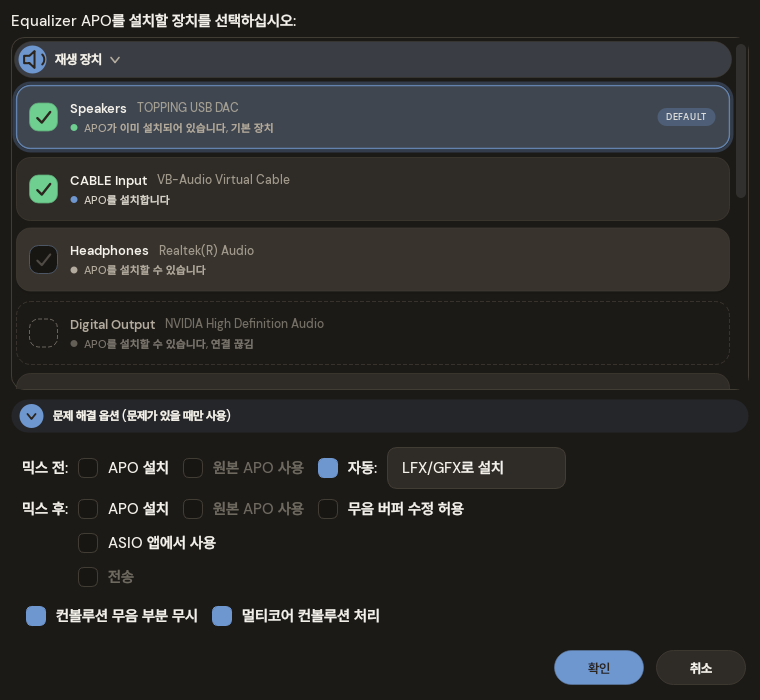 Equalizer APO를 설치할 장치를 선택하십시오:
재생 장치
Speakers TOPPING USB DAC
APO가 이미 설치되어 있습니다, 기본 장치
DEFAULT
CABLE Input VB-Audio Virtual Cable
APO를 설치합니다
Headphones Realtek(R) Audio
APO를 설치할 수 있습니다
Digital Output NVIDIA High Definition Audio
APO를 설치할 수 있습니다, 연결 끊김
문제 해결 옵션 (문제가 있을 때만 사용)
믹스 전: APO 설치 원본 APO 사용 자동: LFX/GFX로 설치
믹스 후: APO 설치 원본 APO 사용 무음 버퍼 수정 허용
ASIO 앱에서 사용
전송
컨볼루션 무음 부분 무시 멀티코어 컨볼루션 처리
확인 취소